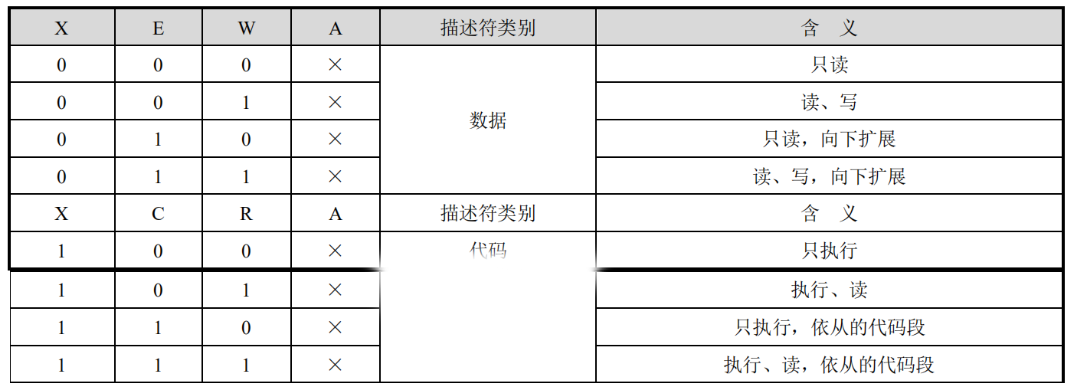 X E W A 描述符类别 含 义
0 0 0 × 只读
0 0 1 × 读、写
数据
0 1 0 × 只读，向下扩展
0 1 1 × 读、写，向下扩展
X C R A 描述符类别 含 义
1 0 0 × 代码 只执行
1 0 1 × 执行、读
1 1 0 × 只执行，依从的代码段
1 1 1 × 执行、读，依从的代码段